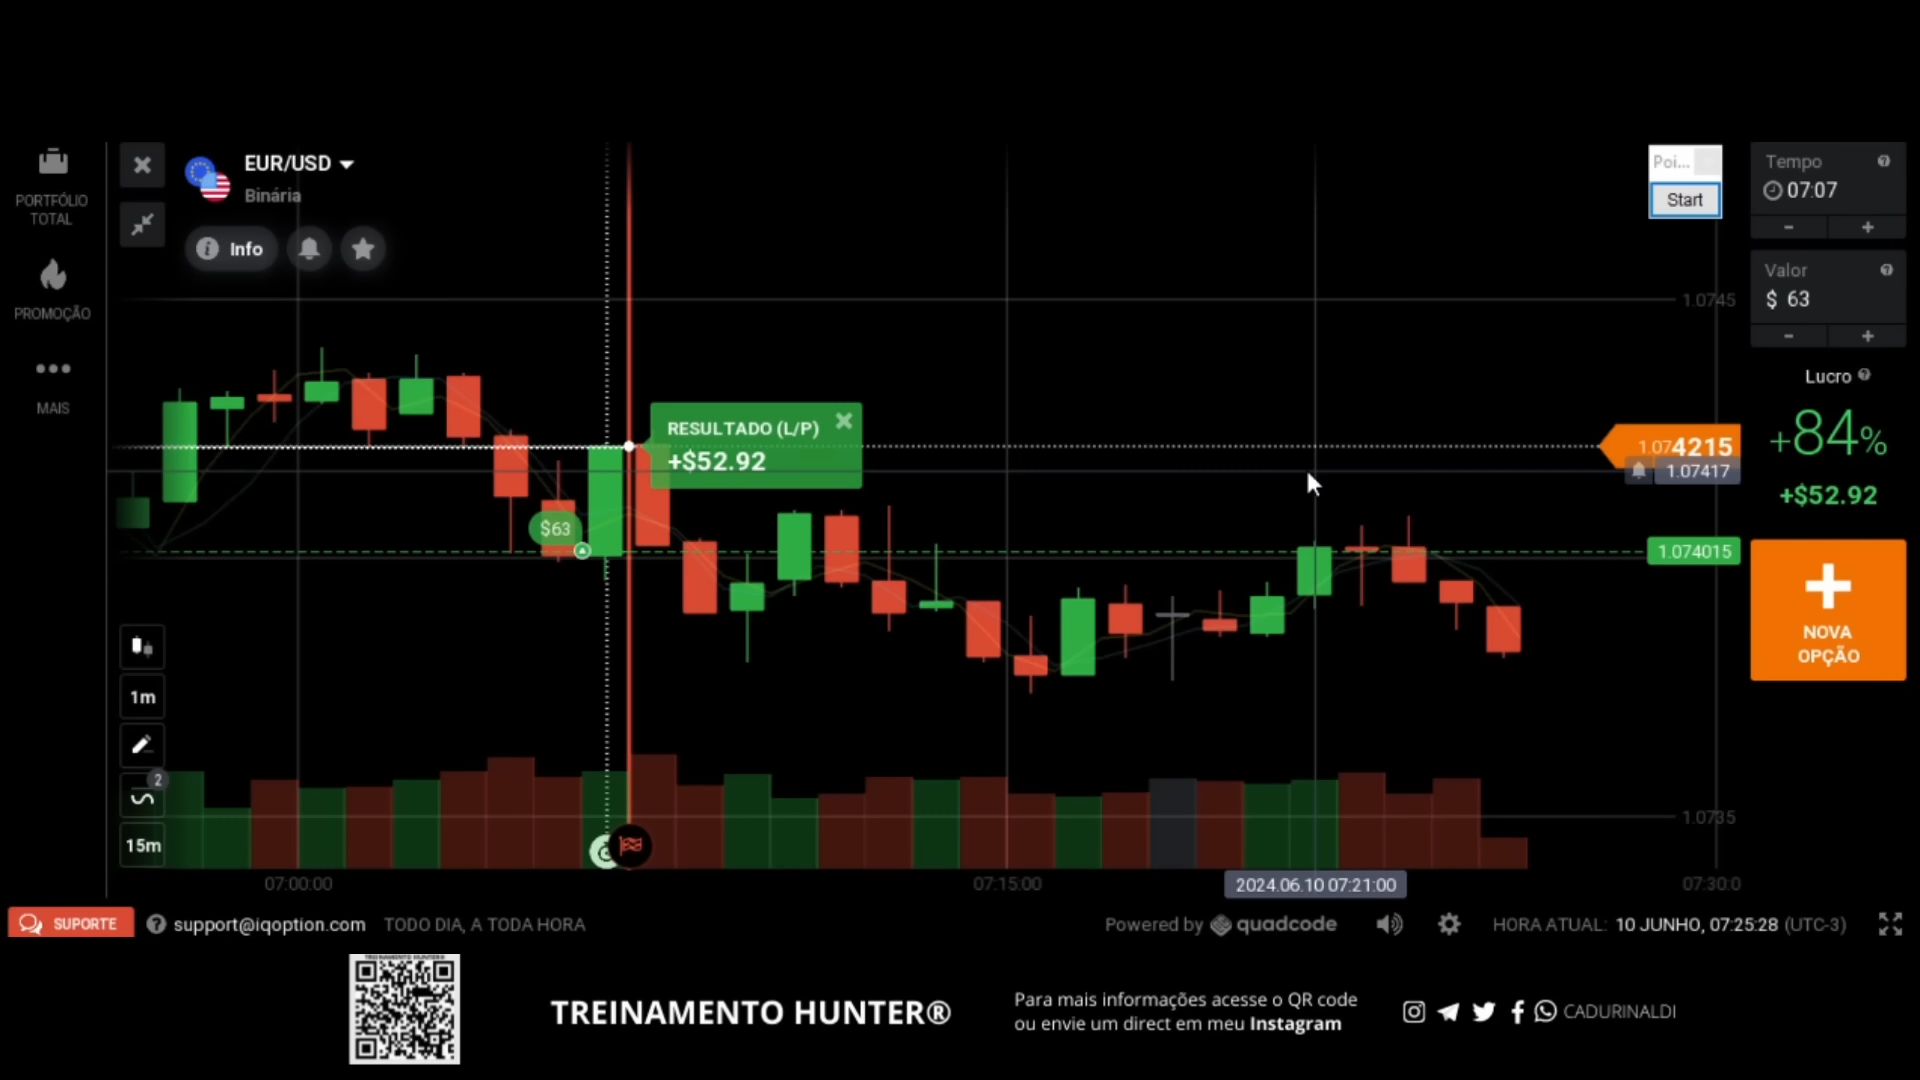 PORTFÓLIO
TOTAL
PROMOÇÃO
MAIS
EUR/USD
Binária
Info
Poi...
Start
Tempo
07:07
-
+
Valor
$ 63
-
+
Lucro
+84%
+$52.92
NOVA
OPÇÃO
RESULTADO (L/P)
+$52.92
$63
1.0745
1.074215
1.07417
1.074015
1.0735
1m
2
15m
07:00:00
07:15:00
2024.06.10 07:21:00
07:30:0
SUPORTE
support@iqoption.com
TODO DIA, A TODA HORA
Powered by quadcode
HORA ATUAL: 10 JUNHO, 07:25:28 (UTC-3)
TREINAMENTO HUNTER®
TREINAMENTO HUNTER®
Para mais informações acesse o QR code
ou envie um direct em meu Instagram
CADURINALDI